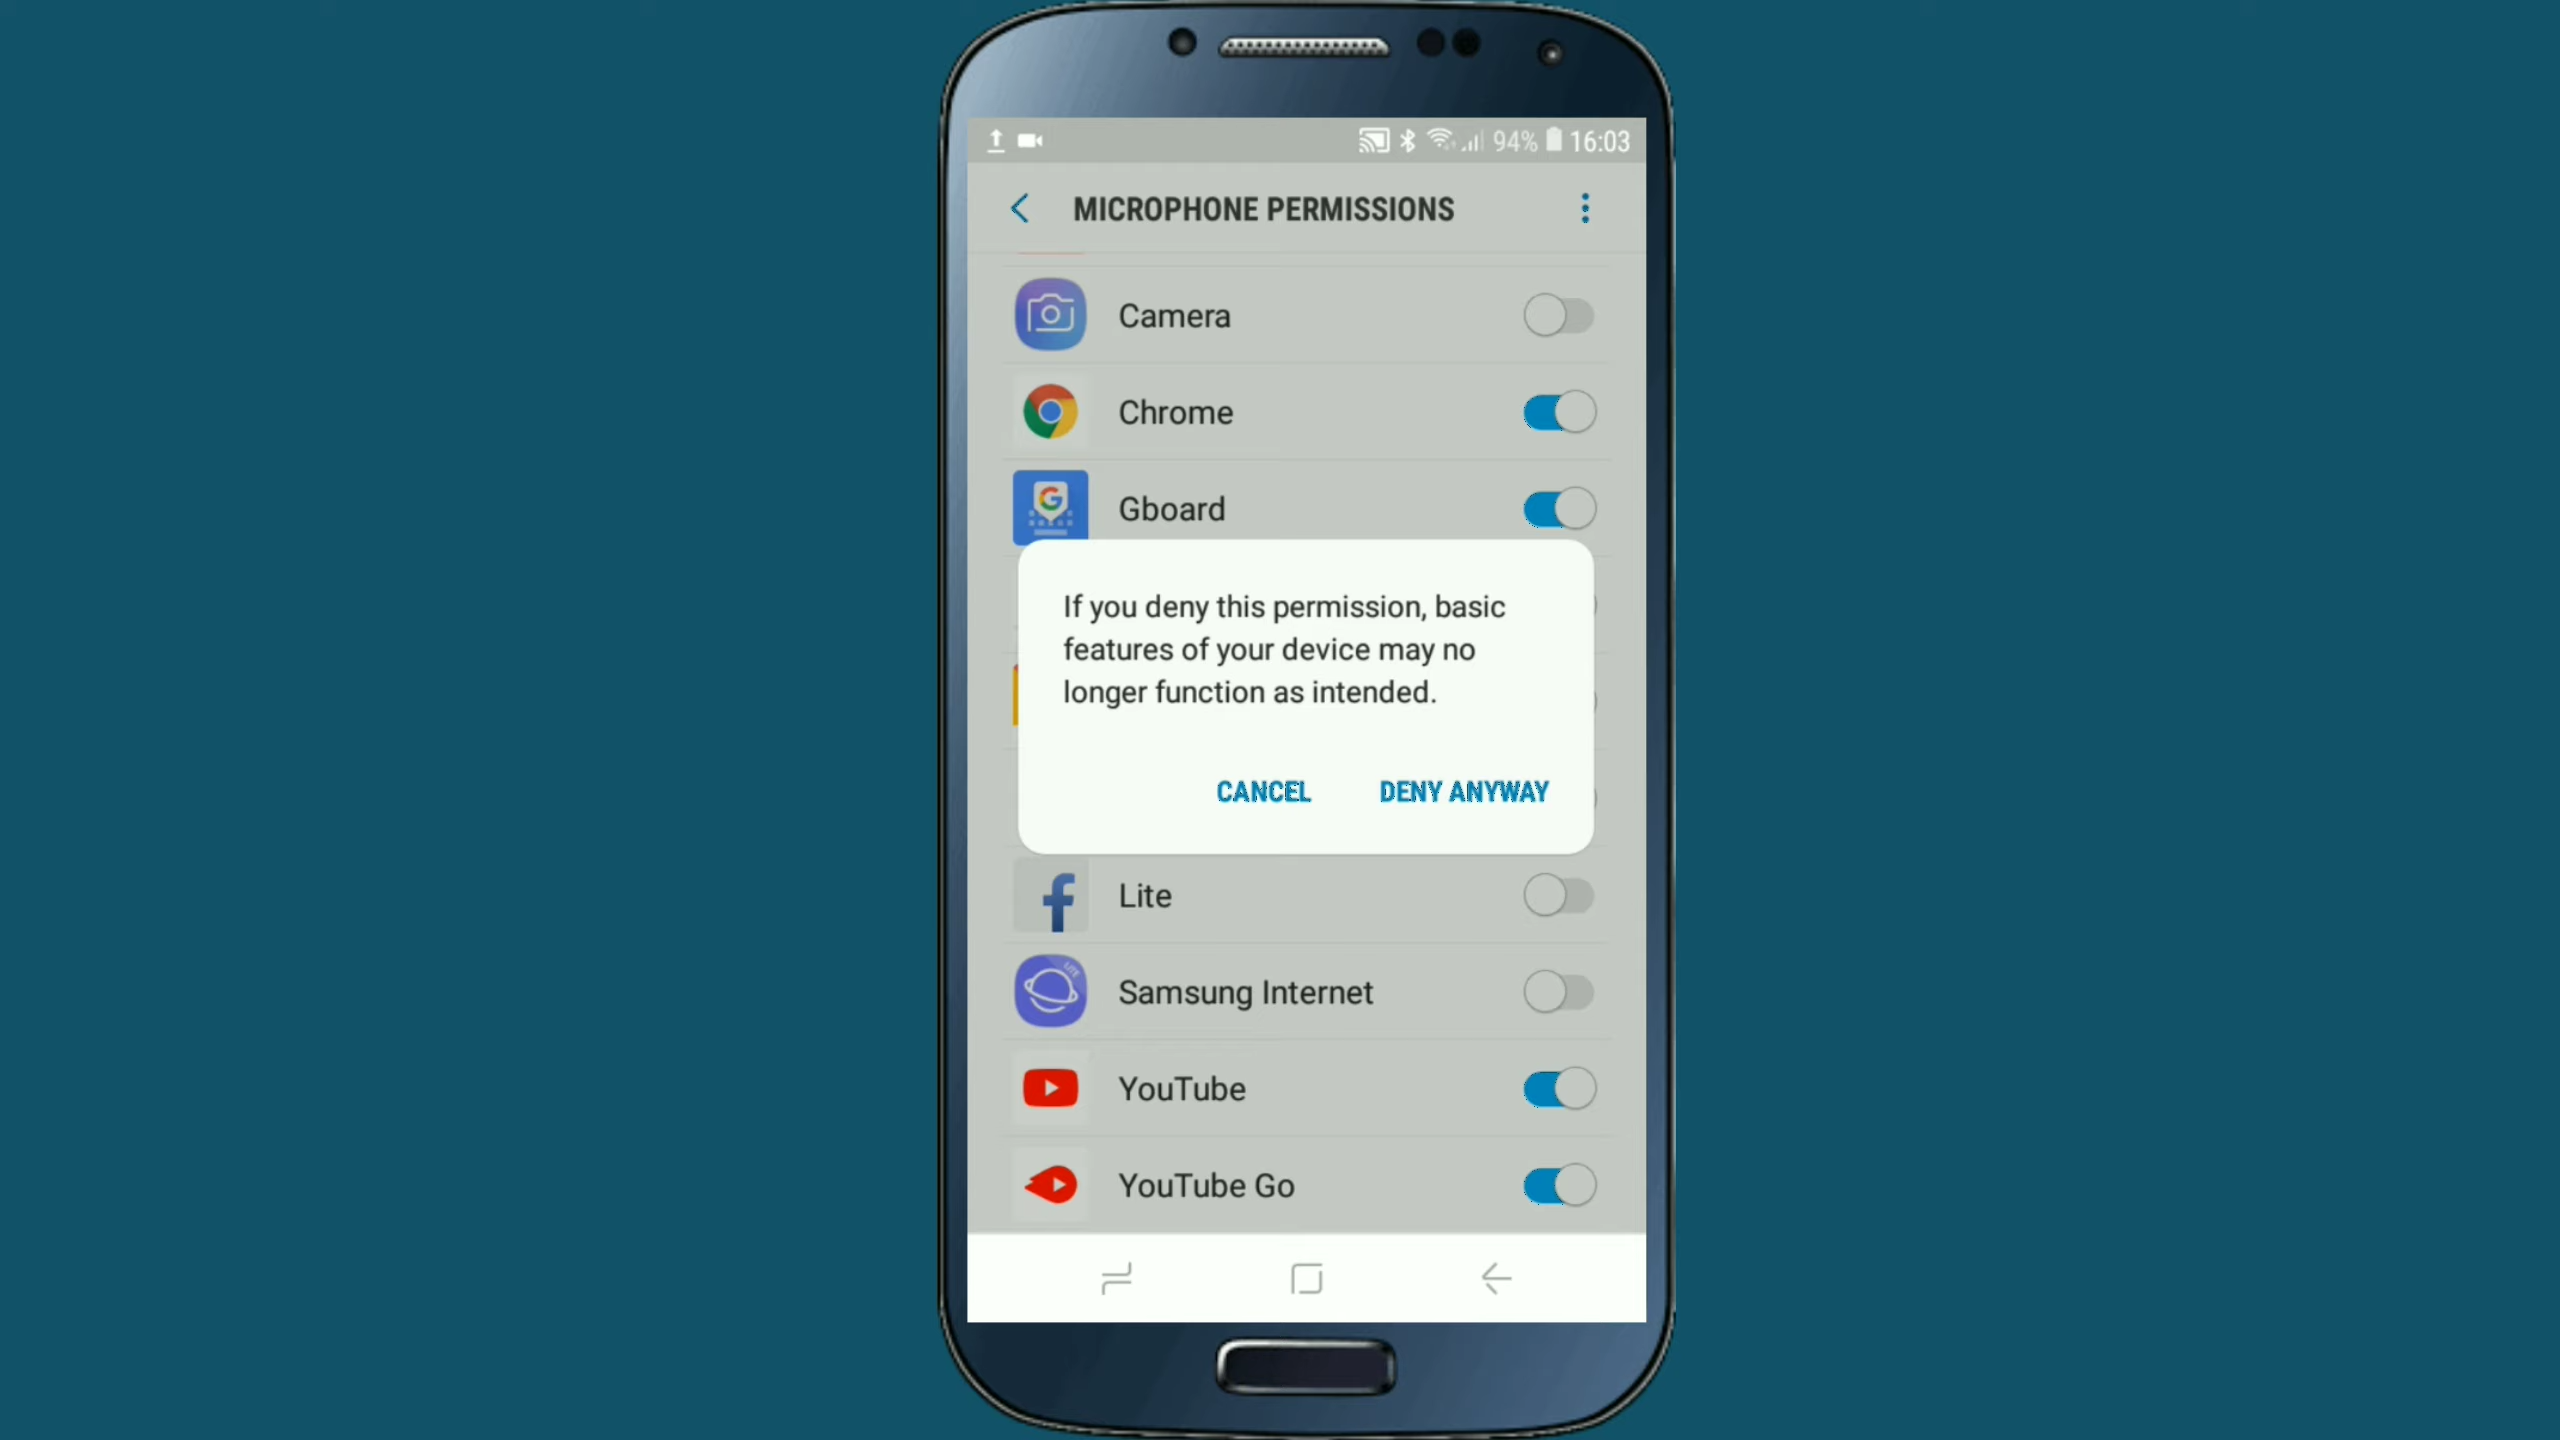 94% 16:03
MICROPHONE PERMISSIONS
Camera
Chrome
G
Gboard
If you deny this permission, basic
features of your device may no
longer function as intended.
CANCEL DENY ANYWAY
f
Lite
LITE
Samsung Internet
YouTube
YouTube Go